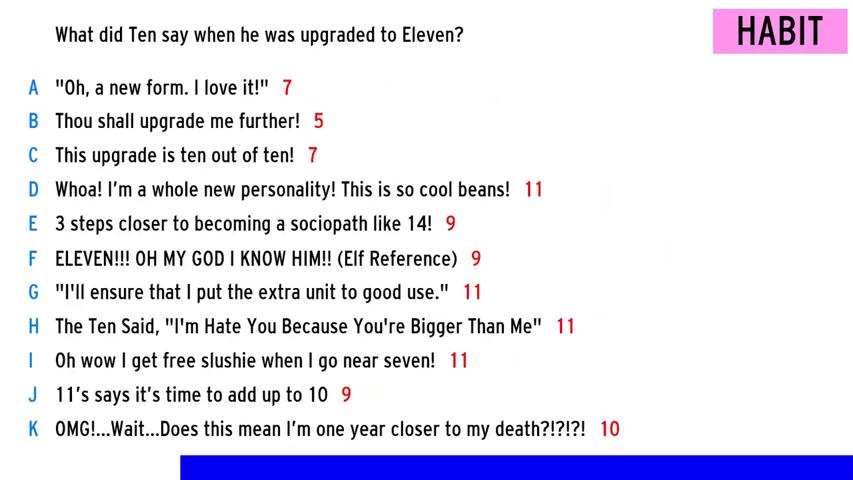 What did Ten say when he was upgraded to Eleven?
HABIT
A "Oh, a new form. I love it!" 7
B Thou shall upgrade me further! 5
C This upgrade is ten out of ten! 7
D Whoa! I'm a whole new personality! This is so cool beans! 11
E 3 steps closer to becoming a sociopath like 14! 9
F ELEVEN!!! OH MY GOD I KNOW HIM!! (Elf Reference) 9
G "I'll ensure that I put the extra unit to good use." 11
H The Ten Said, "I'm Hate You Because You're Bigger Than Me" 11
I Oh wow I get free slushie when I go near seven! 11
J 11's says it's time to add up to 10 9
K OMG!...Wait...Does this mean I'm one year closer to my death?!?!?! 10